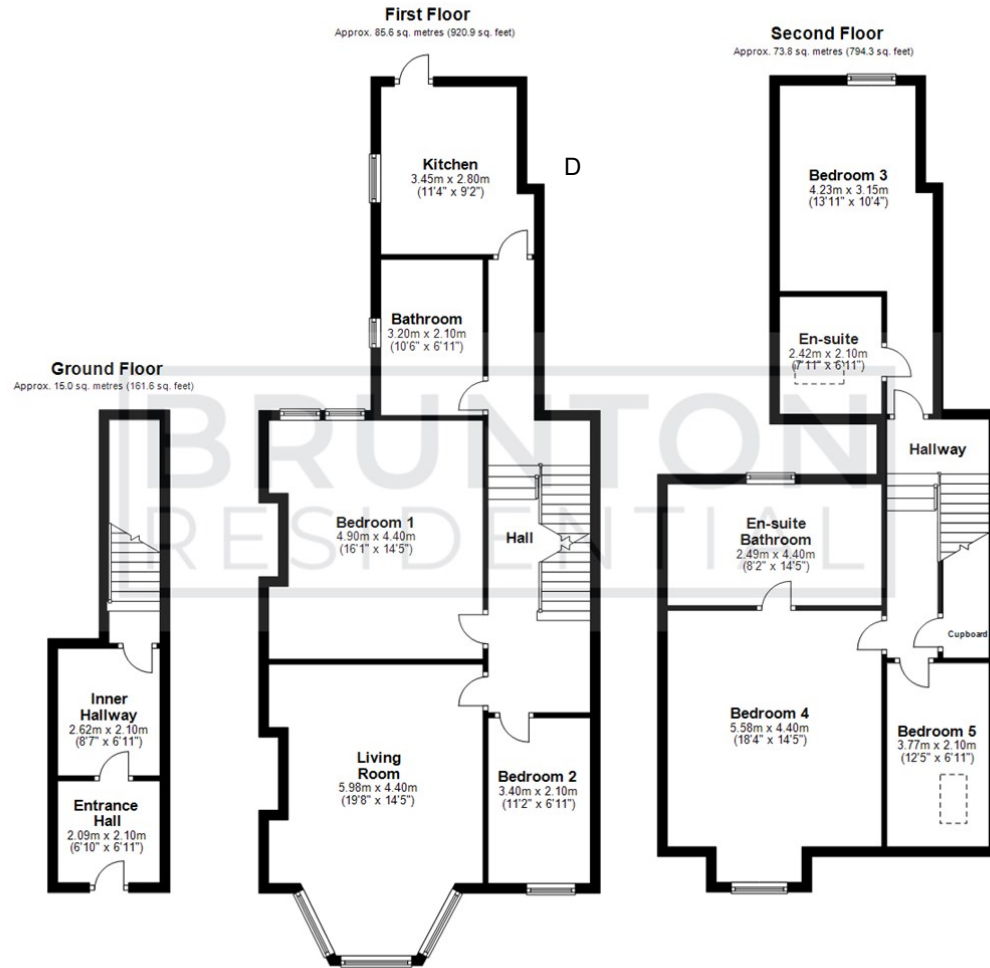 First Floor
Approx. 85.6 sq. metres (920.9 sq. feet)
Kitchen
3.45m x 2.80m
(11'4" x 9'2")
D
Bathroom
3.20m x 2.10m
(10'6" x 6'11")
Bedroom 1
4.90m x 4.40m
(16'1" x 14'5")
Hall
Living
Room
5.98m x 4.40m
(19'8" x 14'5")
Bedroom 2
3.40m x 2.10m
(11'2" x 6'11")
Second Floor
Approx. 73.8 sq. metres (794.3 sq. feet)
Bedroom 3
4.23m x 3.15m
(13'11" x 10'4")
En-suite
2.42m x 2.10m
(7'11" x 6'11")
Hallway
En-suite
Bathroom
2.49m x 4.40m
(8'2" x 14'5")
Cupboard
Bedroom 4
5.58m x 4.40m
(18'4" x 14'5")
Bedroom 5
3.77m x 2.10m
(12'5" x 6'11")
Ground Floor
Approx. 15.0 sq. metres (161.6 sq. feet)
Inner
Hallway
2.62m x 2.10m
(8'7" x 6'11")
Entrance
Hall
2.09m x 2.10m
(6'10" x 6'11")
BRUNTON
RESIDENTIAL